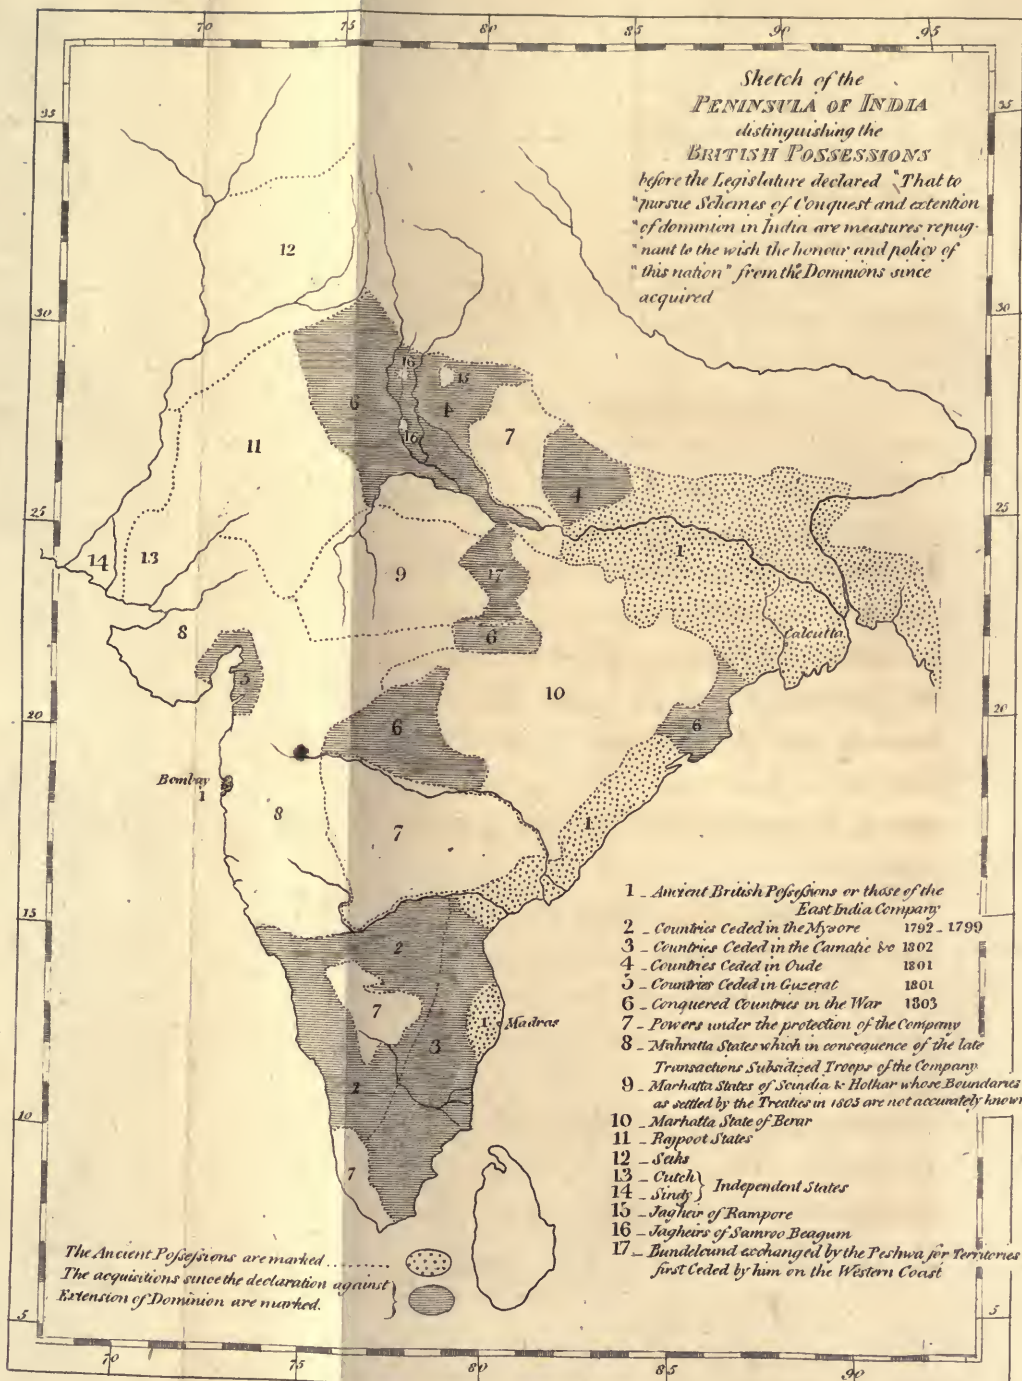 70 75 80 85 90 95
Sketch of the
PENINSULA OF INDIA
distinguishing the
BRITISH POSSESSIONS
before the Legislature declared "That to
"pursue Schemes of Conquest and extention
"of dominion in India are measures repug-
"nant to the wish the honour and policy of
"this nation" from the Dominions since
acquired
35 35
12
30 30
16 15
6 4
16 7
11
4
25 25
14 13
9 17 1
8 6 Calcutta
5
10
20 6 6 20
Bombay
1
8 7 1
15
2
7
1 Madras
3
2
10
7
1 _ Ancient British Poſseſsions or those of the
East India Company
2 _ Countries Ceded in the Mysore 1792 _ 1799
3 _ Countries Ceded in the Carnatic &c 1802
4 _ Countries Ceded in Oude 1801
5 _ Countries Ceded in Guzerat 1801
6 _ Conquered Countries in the War 1803
7 _ Powers under the protection of the Company
8 _ Mahratta States which in consequence of the late
Transactions Subsidized Troops of the Company
9 _ Marhatta States of Scindia & Holkar whose Boundaries
as settled by the Treaties in 1803 are not accurately known
10 _ Marhatta State of Berar
11 _ Rajpoot States
12 _ Seiks
13 _ Cutch
14 _ Sindy } Independent States
15 _ Jagheir of Rampore
16 _ Jagheirs of Samroo Beagum
17 _ Bundelcund exchanged by the Peshwa for Territories
first Ceded by him on the Western Coast
The Ancient Poſseſsions are marked
The acquisitions since the declaration against
Extension of Dominion are marked.
5 5
70 75 80 85 90